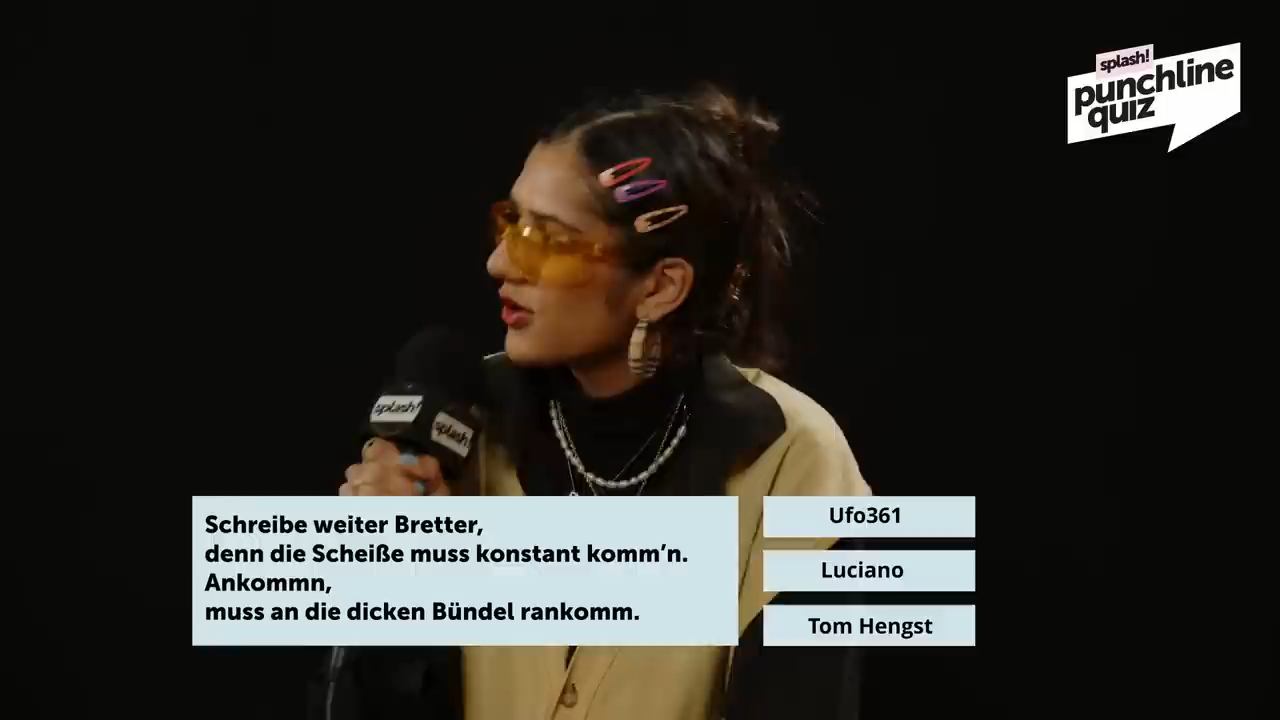 splash!
punchline
quiz
splash!
splash!
Schreibe weiter Bretter,
denn die Scheiße muss konstant komm’n.
Ankommn,
muss an die dicken Bündel rankomm.
Ufo361
Luciano
Tom Hengst